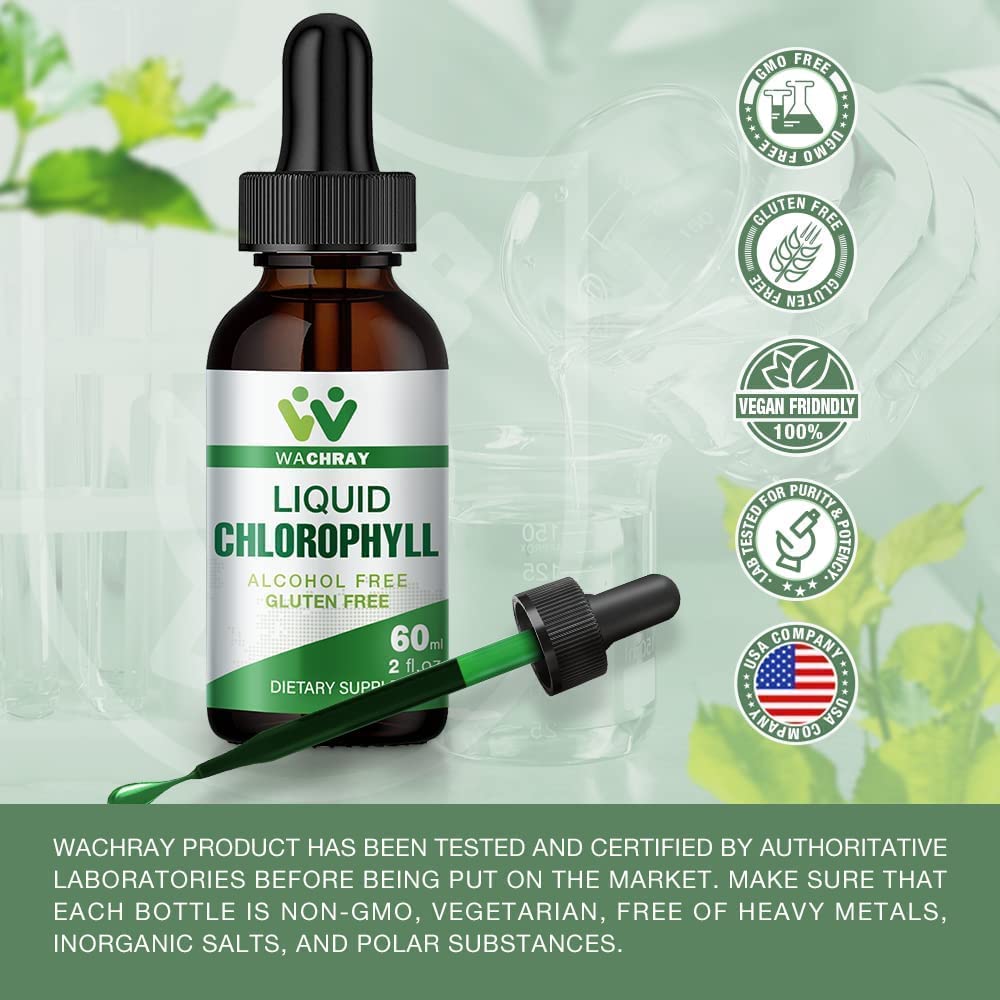 WACHRAY
LIQUID
CHLOROPHYLL
ALCOHOL FREE
GLUTEN FREE
60ml
2 fl.oz
DIETARY
GMO FREE
UGMO FREE
GLUTEN FREE
GLUTEN FREE
VEGAN FRIDNDLY
100%
LAB TESTED FOR PURITY & POTENCY
USA COMPANY
USA COMPANY
150
125
WACHRAY PRODUCT HAS BEEN TESTED AND CERTIFIED BY AUTHORITATIVE
LABORATORIES BEFORE BEING PUT ON THE MARKET. MAKE SURE THAT
EACH BOTTLE IS NON-GMO, VEGETARIAN, FREE OF HEAVY METALS,
INORGANIC SALTS, AND POLAR SUBSTANCES.